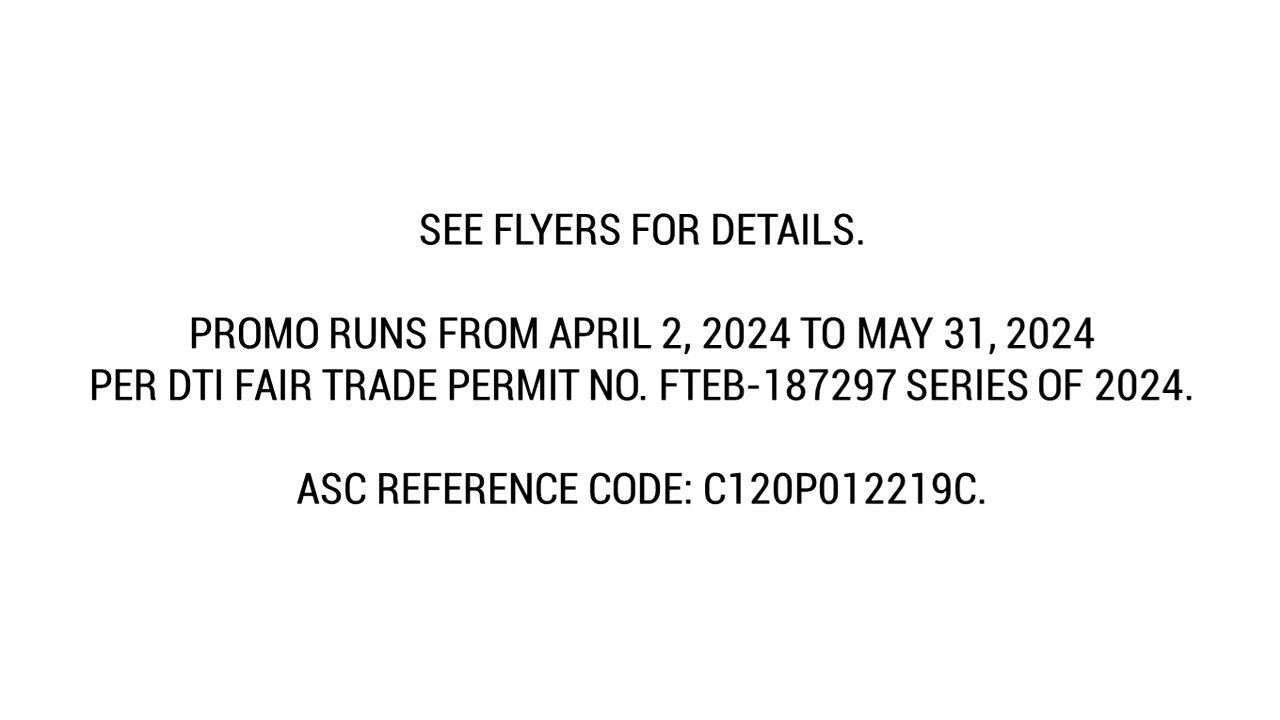 SEE FLYERS FOR DETAILS.
PROMO RUNS FROM APRIL 2, 2024 TO MAY 31, 2024
PER DTI FAIR TRADE PERMIT NO. FTEB-187297 SERIES OF 2024.
ASC REFERENCE CODE: C120P012219C.